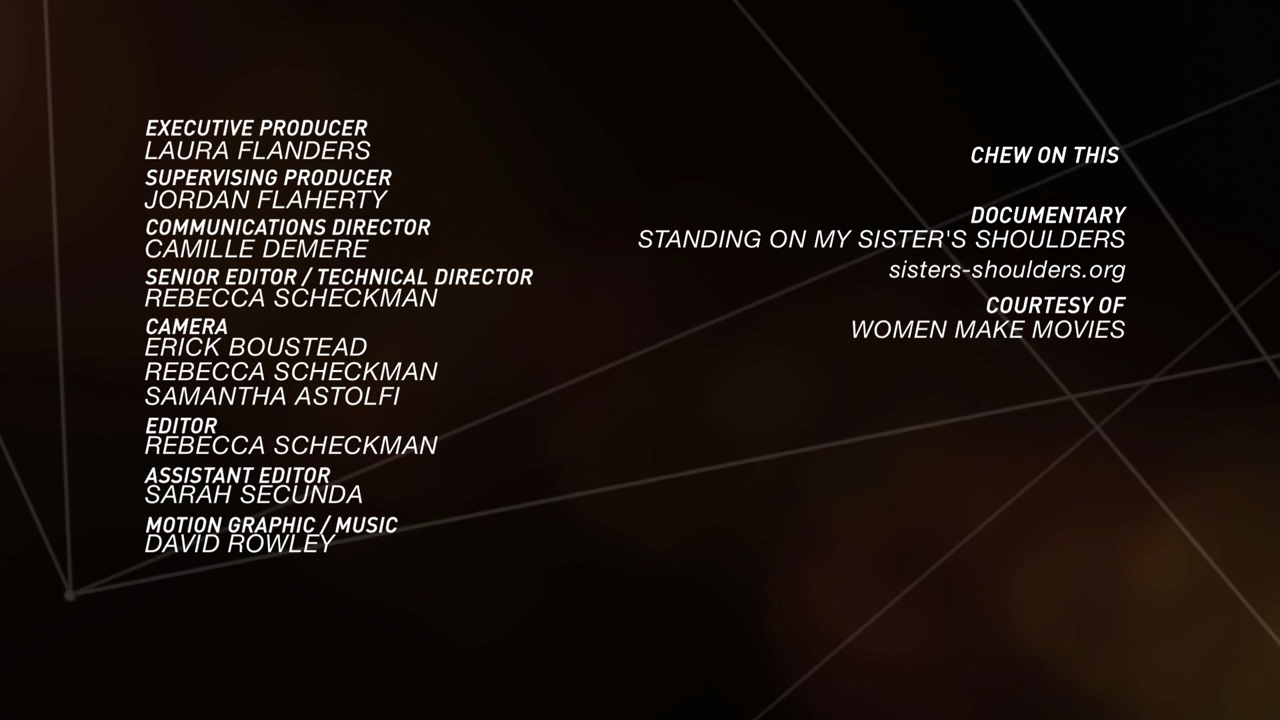 EXECUTIVE PRODUCER
LAURA FLANDERS
SUPERVISING PRODUCER
JORDAN FLAHERTY
COMMUNICATIONS DIRECTOR
CAMILLE DEMERE
SENIOR EDITOR / TECHNICAL DIRECTOR
REBECCA SCHECKMAN
CAMERA
ERICK BOUSTEAD
REBECCA SCHECKMAN
SAMANTHA ASTOLFI
EDITOR
REBECCA SCHECKMAN
ASSISTANT EDITOR
SARAH SECUNDA
MOTION GRAPHIC / MUSIC
DAVID ROWLEY
CHEW ON THIS
DOCUMENTARY
STANDING ON MY SISTER'S SHOULDERS
sisters-shoulders.org
COURTESY OF
WOMEN MAKE MOVIES